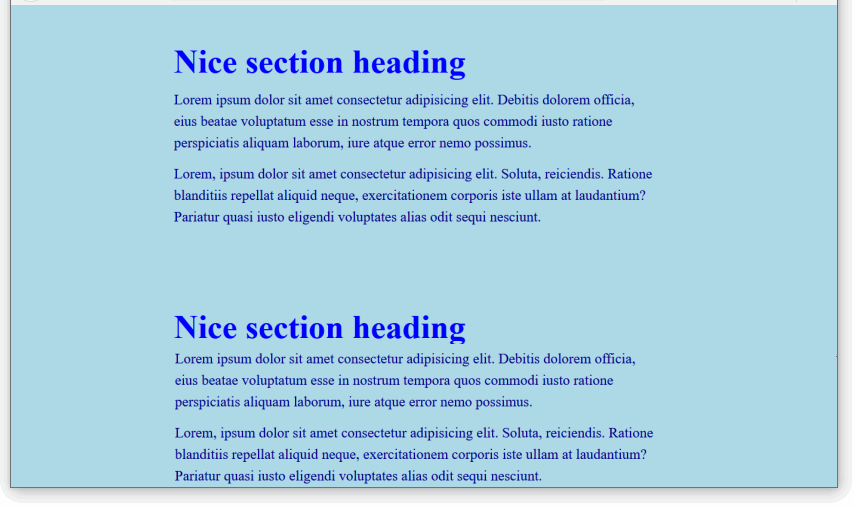 Nice section heading
Lorem ipsum dolor sit amet consectetur adipisicing elit. Debitis dolorem officia,
eius beatae voluptatum esse in nostrum tempora quos commodi iusto ratione
perspiciatis aliquam laborum, iure atque error nemo possimus.
Lorem, ipsum dolor sit amet consectetur adipisicing elit. Soluta, reiciendis. Ratione
blanditiis repellat aliquid neque, exercitationem corporis iste ullam at laudantium?
Pariatur quasi iusto eligendi voluptates alias odit sequi nesciunt.
Nice section heading
Lorem ipsum dolor sit amet consectetur adipisicing elit. Debitis dolorem officia,
eius beatae voluptatum esse in nostrum tempora quos commodi iusto ratione
perspiciatis aliquam laborum, iure atque error nemo possimus.
Lorem, ipsum dolor sit amet consectetur adipisicing elit. Soluta, reiciendis. Ratione
blanditiis repellat aliquid neque, exercitationem corporis iste ullam at laudantium?
Pariatur quasi iusto eligendi voluptates alias odit sequi nesciunt.